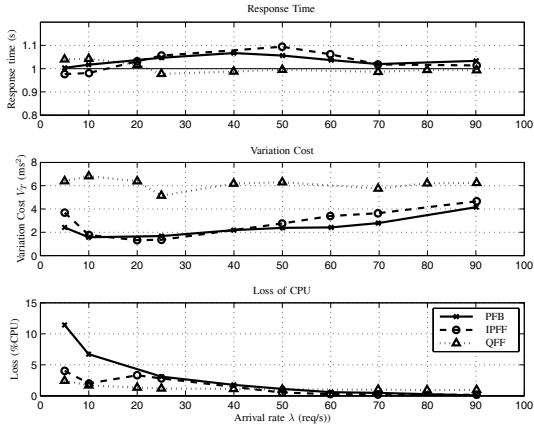 Response Time
Response time (s)
1.1
1
0.9
0.8
0 10 20 30 40 50 60 70 80 90 100
Variation Cost
Variation Cost V_T (ms²)
8
6
4
2
0
0 10 20 30 40 50 60 70 80 90 100
Loss of CPU
Loss (%CPU)
15
10
5
0
PFB
IPFF
QFF
0 10 20 30 40 50 60 70 80 90 100
Arrival rate λ (req/s))